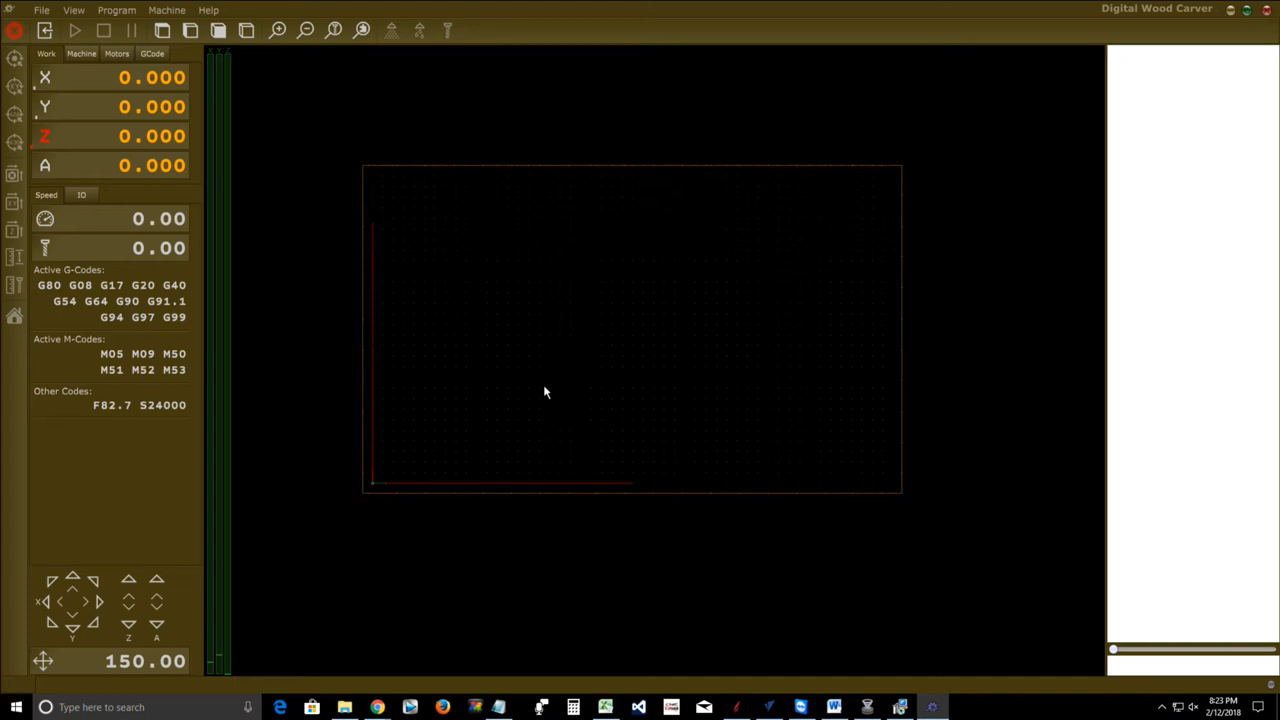 File View Program Machine Help
Digital Wood Carver
Work Machine Motors GCode
X 0.000
Y 0.000
Z 0.000
A 0.000
Speed IO
0.00
0.00
Active G-Codes:
G80 G08 G17 G20 G40
G54 G64 G90 G91.1
G94 G97 G99
Active M-Codes:
M05 M09 M50
M51 M52 M53
Other Codes:
F82.7 S24000
X
Y Z A
150.00
Type here to search
8:23 PM
2/12/2018